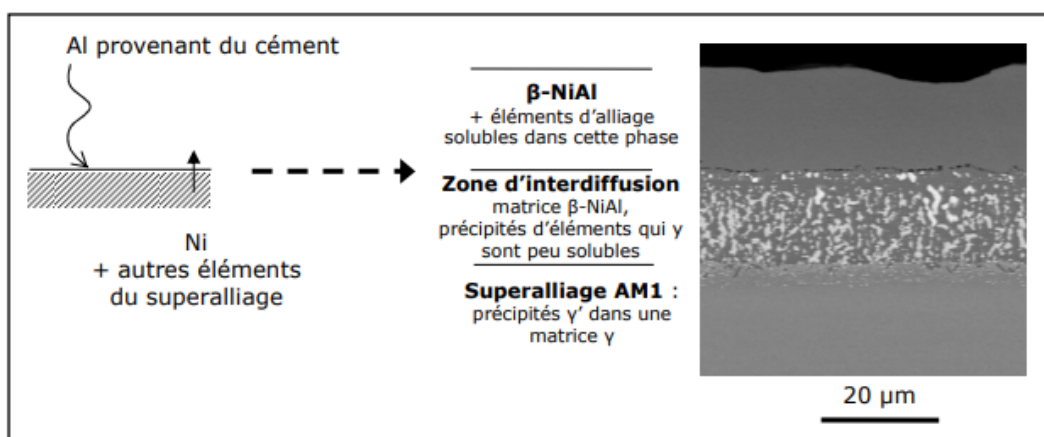 Al provenant du cément
Ni
+ autres éléments
du superalliage
β-NiAl
+ éléments d'alliage
solubles dans cette phase
Zone d'interdiffusion
matrice β-NiAl,
précipités d'éléments qui y
sont peu solubles
Superalliage AM1 :
précipités γ' dans une
matrice γ
20 µm